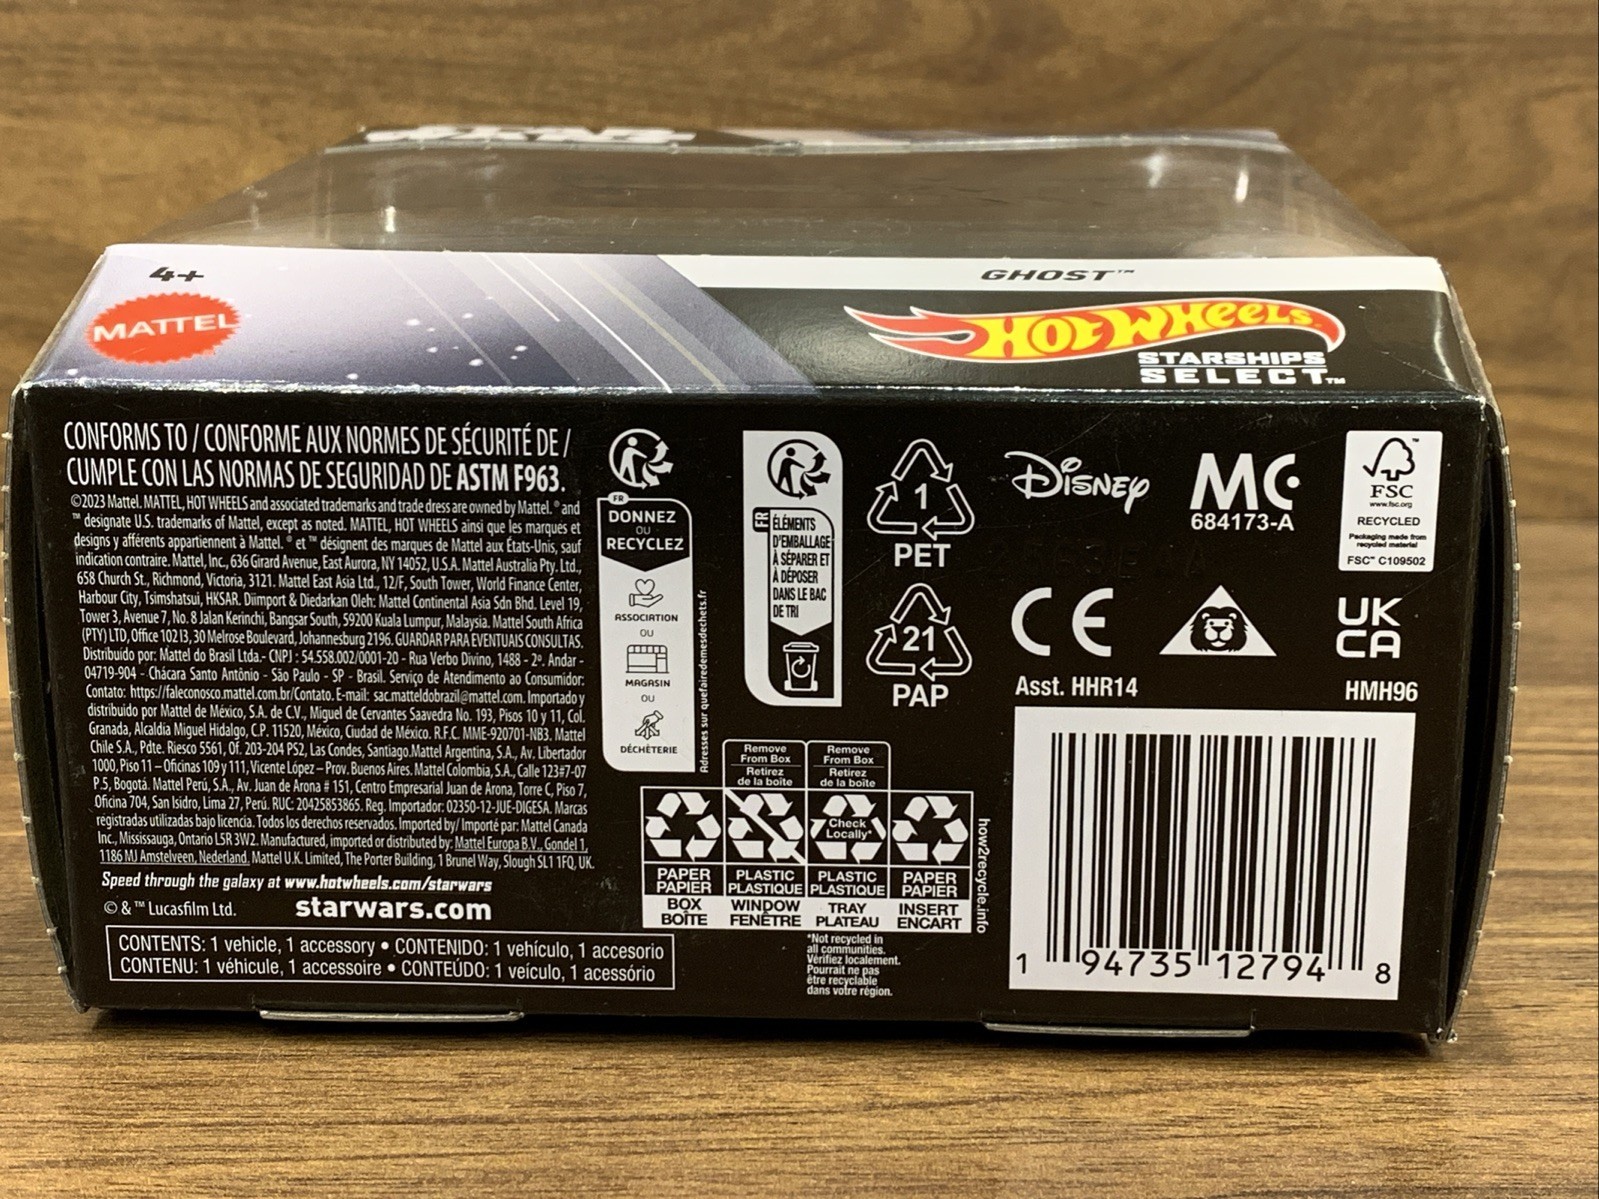 4+
MATTEL
GHOST™
HOT WHEELS
STARSHIPS
SELECT™
CONFORMS TO / CONFORME AUX NORMES DE SÉCURITÉ DE /
CUMPLE CON LAS NORMAS DE SEGURIDAD DE ASTM F963.
©2023 Mattel. MATTEL, HOT WHEELS and associated trademarks and trade dress are owned by Mattel. ® and
™ designate U.S. trademarks of Mattel, except as noted. MATTEL, HOT WHEELS ainsi que les marques et
designs y afférents appartiennent à Mattel. ® et ™ désignent des marques de Mattel aux États-Unis, sauf
indication contraire. Mattel, Inc., 636 Girard Avenue, East Aurora, NY 14052, U.S.A. Mattel Australia Pty. Ltd.,
658 Church St., Richmond, Victoria, 3121. Mattel East Asia Ltd., 12/F, South Tower, World Finance Center,
Harbour City, Tsimshatsui, HKSAR. Diimport & Diedarkan Oleh: Mattel Continental Asia Sdn Bhd. Level 19,
Tower 3, Avenue 7, No. 8 Jalan Kerinchi, Bangsar South, 59200 Kuala Lumpur, Malaysia. Mattel South Africa
(PTY) LTD, Office 102 I3, 30 Melrose Boulevard, Johannesburg 2196. GUARDAR PARA EVENTUAIS CONSULTAS.
Distribuido por: Mattel do Brasil Ltda.- CNPJ : 54.558.002/0001-20 - Rua Verbo Divino, 1488 - 2º. Andar -
04719-904 - Chácara Santo Antônio - São Paulo - SP - Brasil. Serviço de Atendimento ao Consumidor:
Contato: https://faleconosco.mattel.com.br/Contato. E-mail: sac.matteldobrazil@mattel.com. Importado y
distribuido por Mattel de México, S.A. de C.V., Miguel de Cervantes Saavedra No. 193, Pisos 10 y 11, Col.
Granada, Alcaldía Miguel Hidalgo, C.P. 11520, México, Ciudad de México. R.F.C. MME-920701-NB3. Mattel
Chile S.A., Pdte. Riesco 5561, Of. 203-204 PS2, Las Condes, Santiago.Mattel Argentina, S.A., Av. Libertador
1000, Piso 11 – Oficinas 109 y 111, Vicente López – Prov. Buenos Aires. Mattel Colombia, S.A., Calle 123#7-07
P.5, Bogotá. Mattel Perú, S.A., Av. Juan de Arona # 151, Centro Empresarial Juan de Arona, Torre C, Piso 7,
Oficina 704, San Isidro, Lima 27, Perú. RUC: 20425853865. Reg. Importador: 02350-12-JUE-DIGESA. Marcas
registradas utilizadas bajo licencia. Todos los derechos reservados. Imported by/ Importé par: Mattel Canada
Inc., Mississauga, Ontario L5R 3W2. Manufactured, imported or distributed by: Mattel Europa B.V., Gondel 1,
1186 MJ Amstelveen, Nederland. Mattel U.K. Limited, The Porter Building, 1 Brunel Way, Slough SL1 1FQ, UK.
Speed through the galaxy at www.hotwheels.com/starwars
© & ™ Lucasfilm Ltd.
starwars.com
CONTENTS: 1 vehicle, 1 accessory • CONTENIDO: 1 vehículo, 1 accesorio
CONTENU: 1 véhicule, 1 accessoire • CONTEÚDO: 1 veículo, 1 acessório
FR
DONNEZ
OU
RECYCLEZ
ASSOCIATION
OU
MAGASIN
OU
DÉCHÈTERIE
Adresses sur quefairedemesdechets.fr
FR
ÉLÉMENTS
D'EMBALLAGE
À SÉPARER ET
À DÉPOSER
DANS LE BAC
DE TRI
1
PET
21
PAP
Remove
From Box
Retirez
de la boîte
Remove
From Box
Retirez
de la boîte
Check
Locally*
PAPER
PAPIER
BOX
BOÎTE
PLASTIC
PLASTIQUE
WINDOW
FENÊTRE
PLASTIC
PLASTIQUE
TRAY
PLATEAU
PAPER
PAPIER
INSERT
ENCART
how2recycle.info
*Not recycled in
all communities.
Vérifiez localement.
Pourrait ne pas
être recyclable
dans votre région.
DISNEY
MC
684173-A
FSC
www.fsc.org
RECYCLED
Packaging made from
recycled material
FSC™ C109502
CE
UK
CA
Asst. HHR14
HMH96
1 94735 12794 8